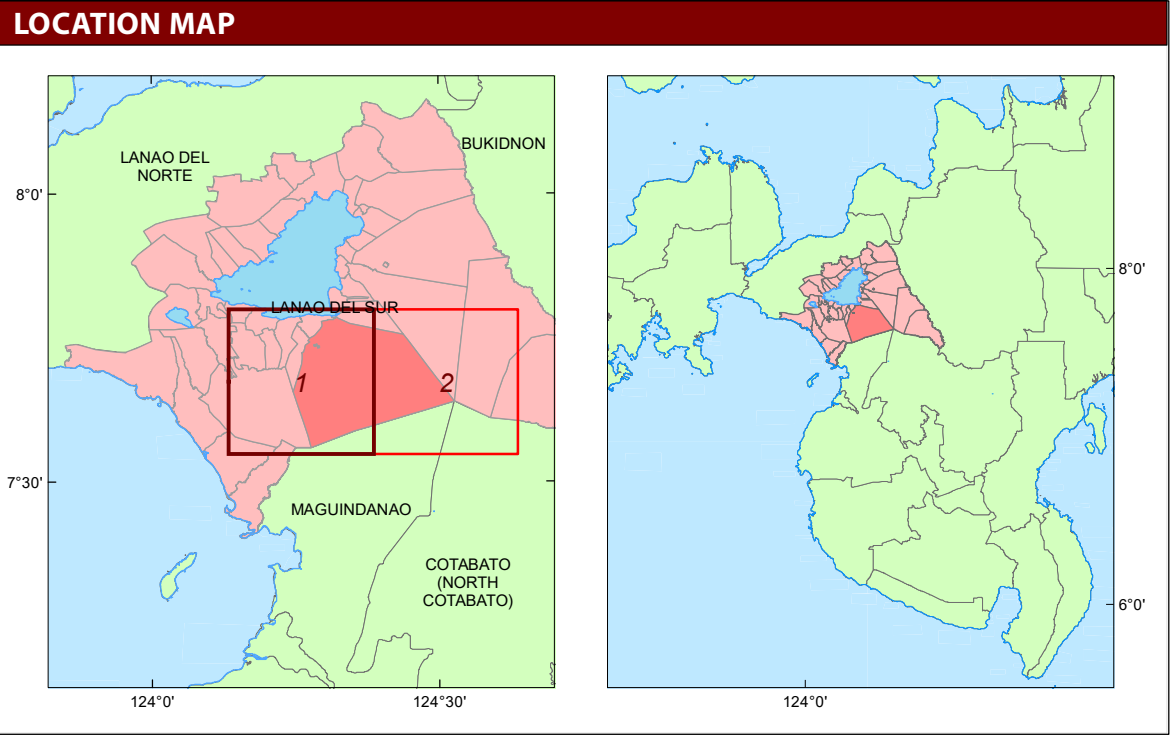 LOCATION MAP
BUKIDNON
LANAO DEL
NORTE
8°0'
LANAO DEL SUR
1
2
7°30'
MAGUINDANAO
COTABATO
(NORTH
COTABATO)
124°0'
124°30'
8°0'
6°0'
124°0'